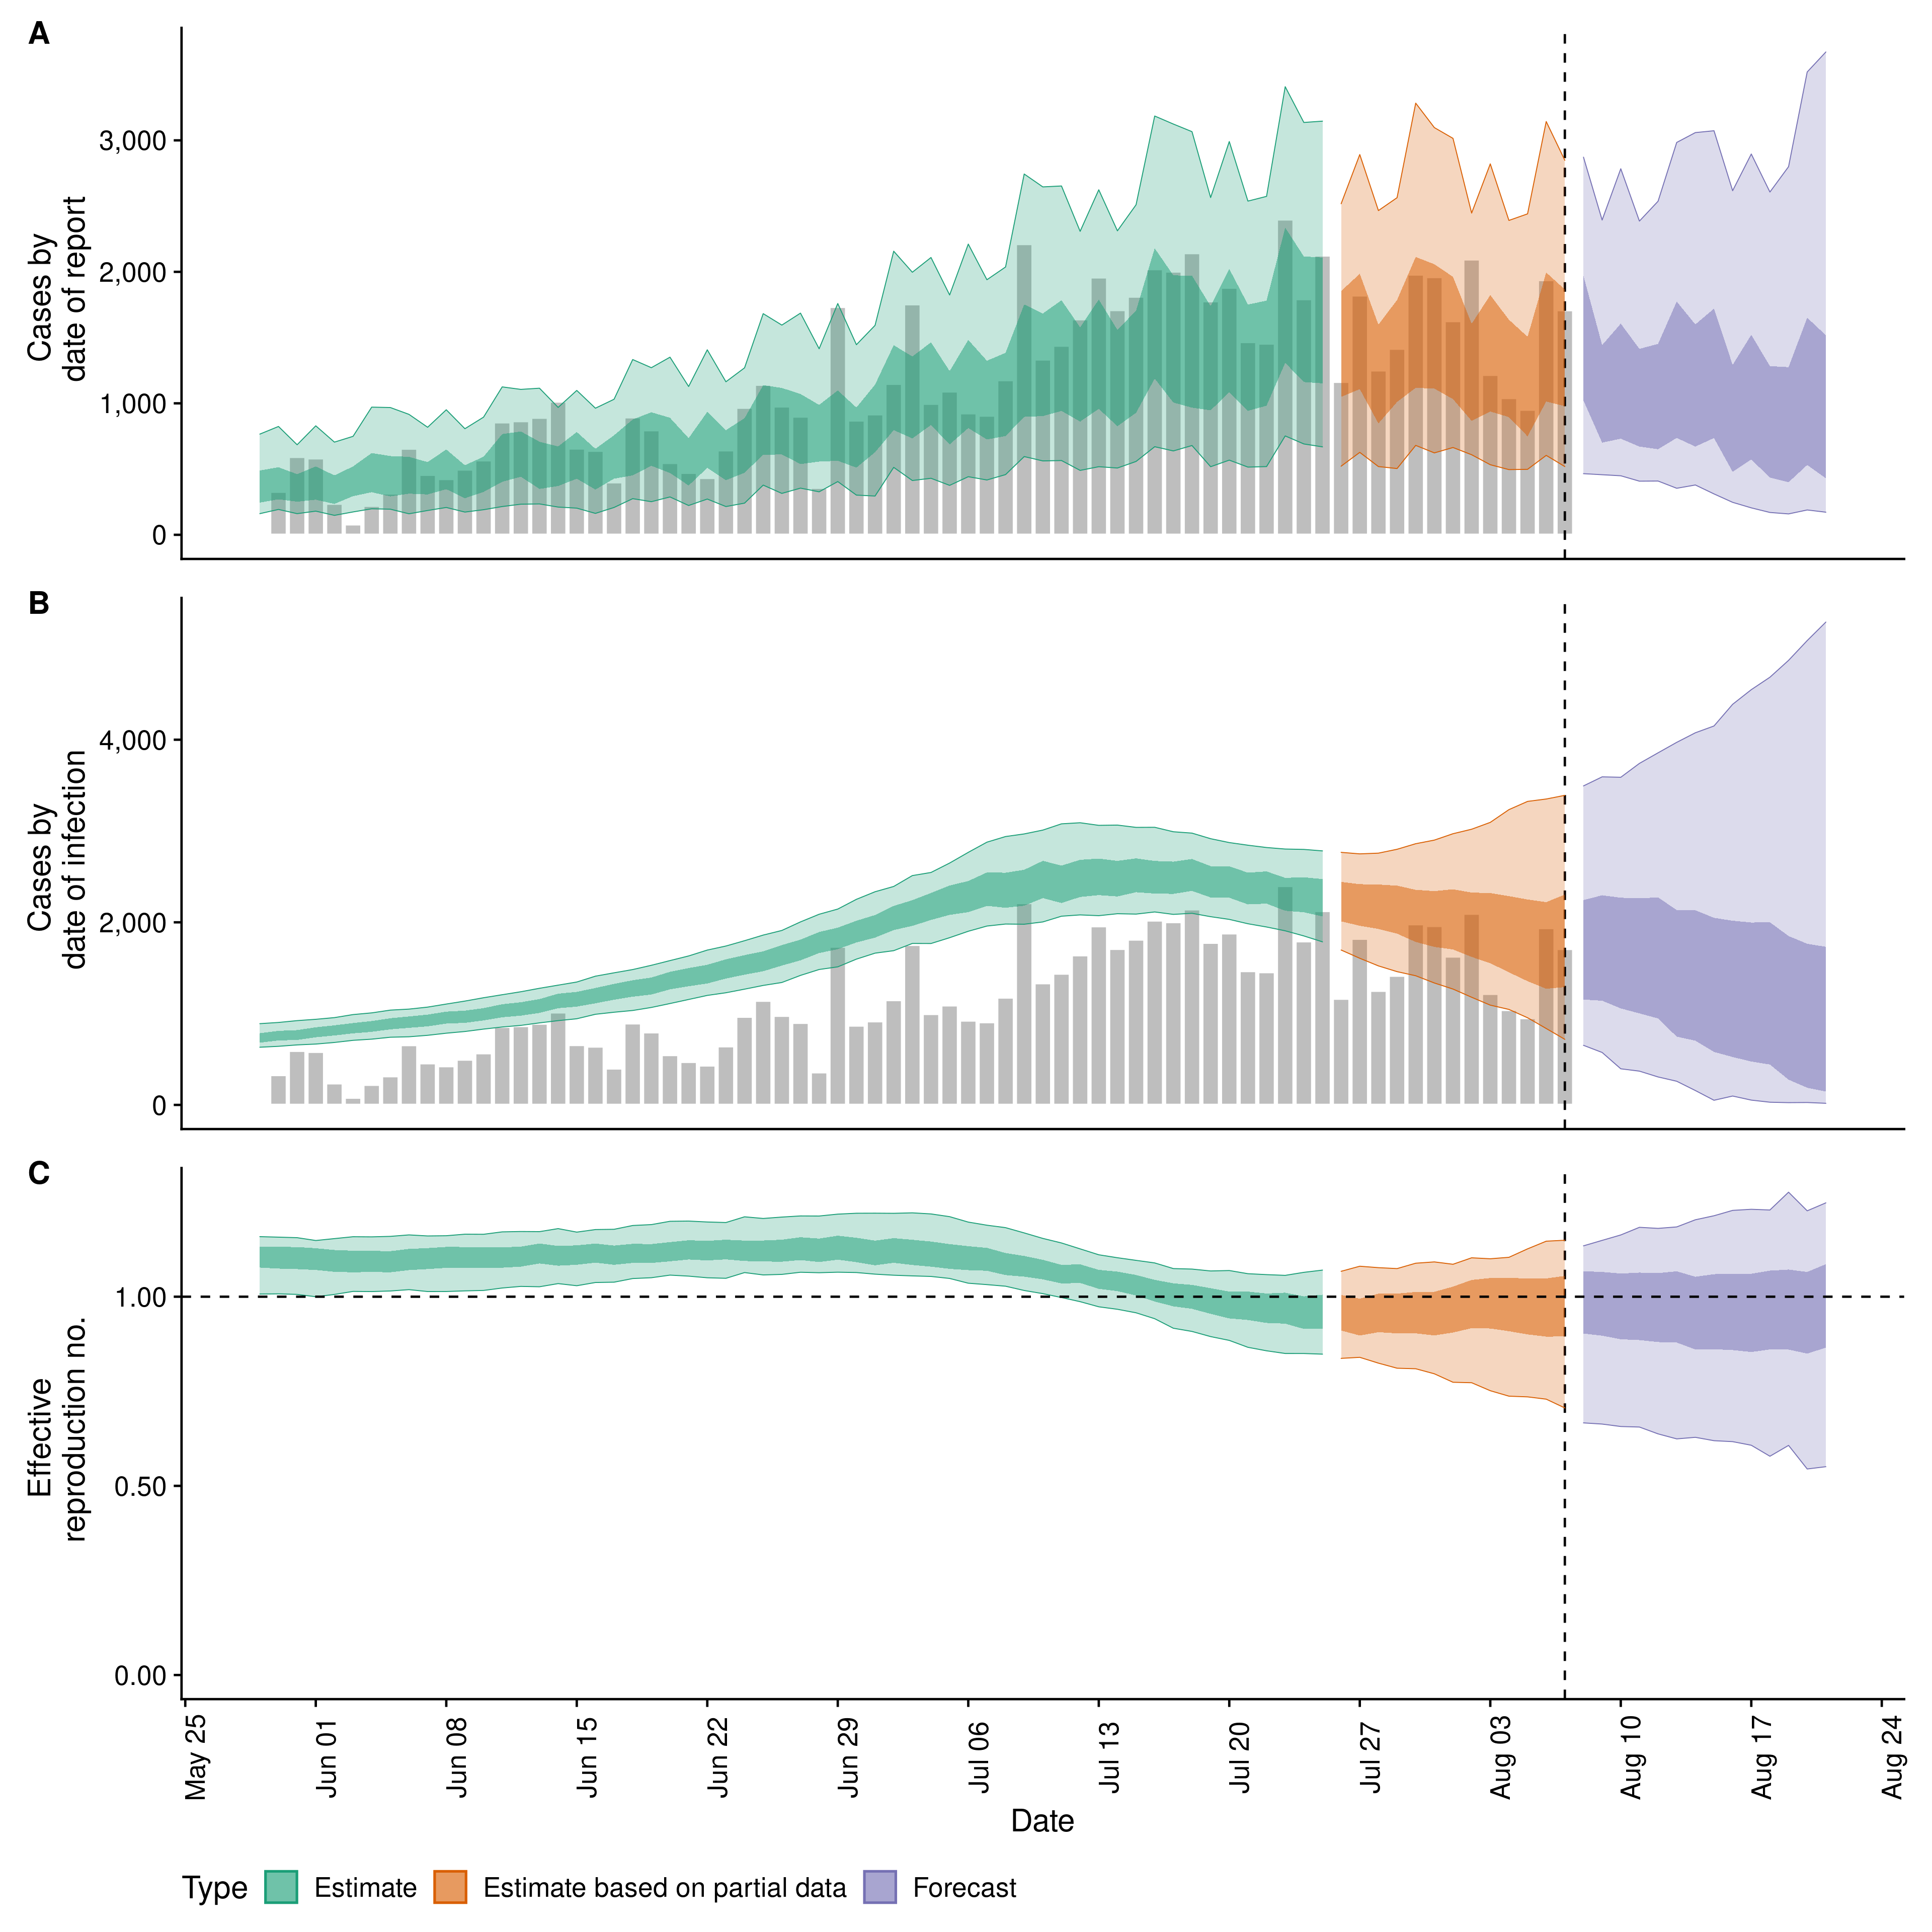 A
Cases by
date of report
3,000
2,000
1,000
0
B
Cases by
date of infection
4,000
2,000
0
C
Effective
reproduction no.
1.00
0.50
0.00
May 25
Jun 01
Jun 08
Jun 15
Jun 22
Jun 29
Jul 06
Jul 13
Jul 20
Jul 27
Aug 03
Aug 10
Aug 17
Aug 24
Date
Type
Estimate
Estimate based on partial data
Forecast